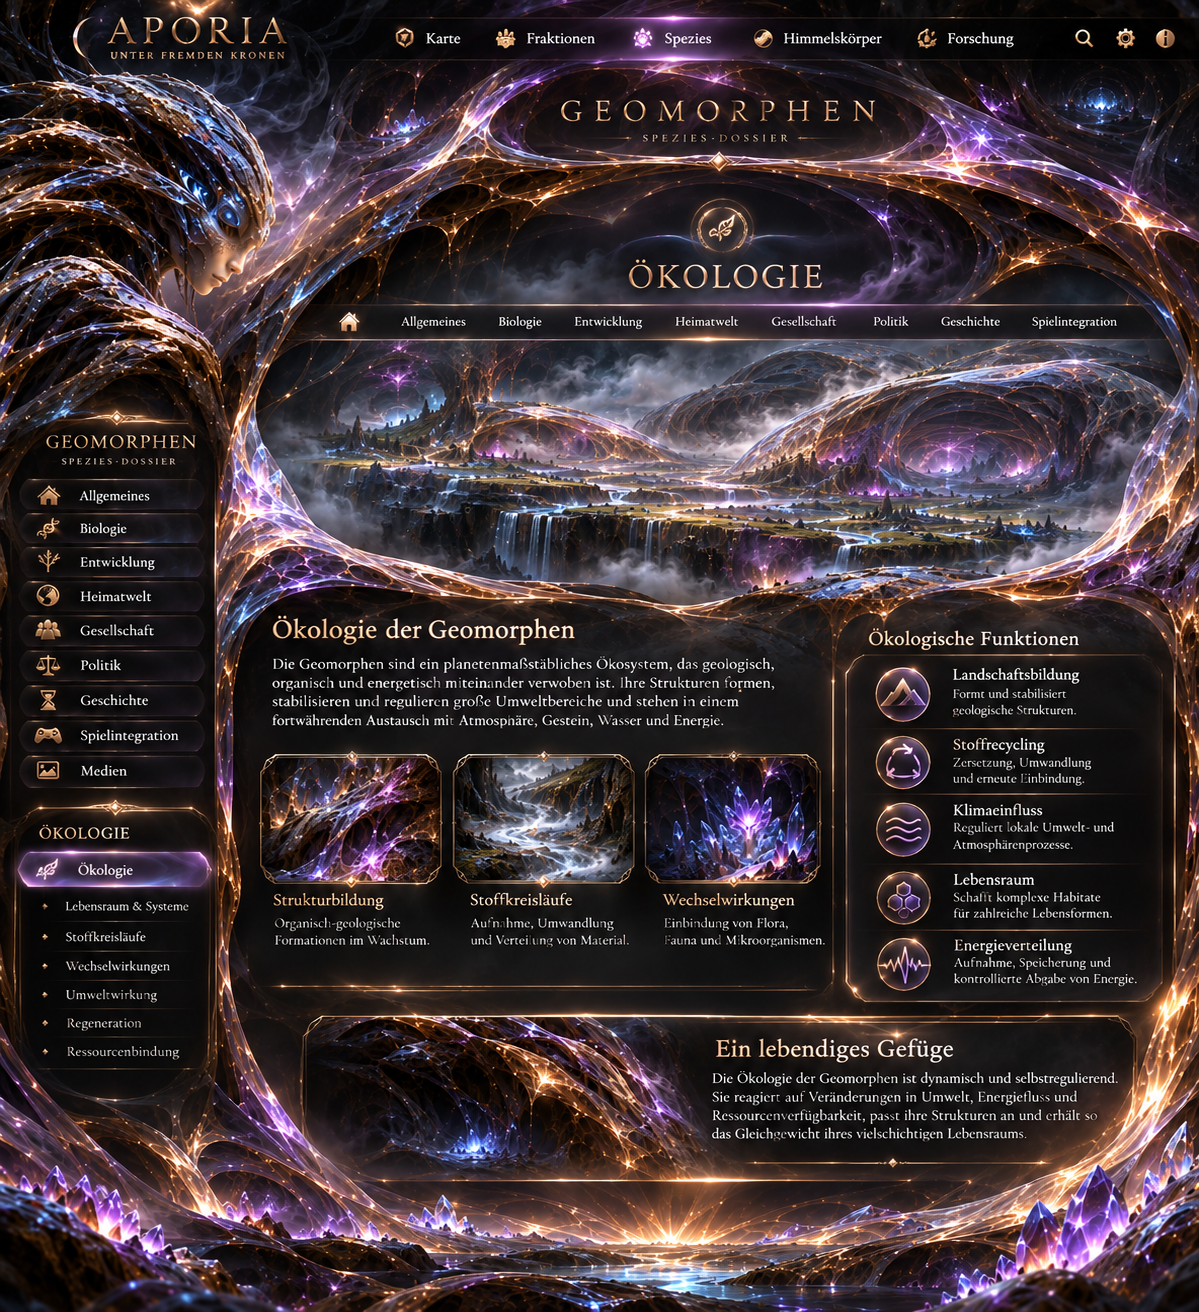 APORIA
UNTER FREMDEN KRONEN
Karte
Fraktionen
Spezies
Himmelskörper
Forschung
GEOMORPHEN
SPEZIES-DOSSIER
ÖKOLOGIE
Allgemeines
Biologie
Entwicklung
Heimatwelt
Gesellschaft
Politik
Geschichte
Spielintegration
GEOMORPHEN
SPEZIES-DOSSIER
Allgemeines
Biologie
Entwicklung
Heimatwelt
Gesellschaft
Politik
Geschichte
Spielintegration
Medien
ÖKOLOGIE
Ökologie
Lebensraum & Systeme
Stoffkreisläufe
Wechselwirkungen
Umweltwirkung
Regeneration
Ressourcenbindung
Ökologie der Geomorphen
Die Geomorphen sind ein planetenmaßstäbliches Ökosystem, das geologisch,
organisch und energetisch miteinander verwoben ist. Ihre Strukturen formen,
stabilisieren und regulieren große Umweltbereiche und stehen in einem
fortwährenden Austausch mit Atmosphäre, Gestein, Wasser und Energie.
Strukturbildung
Organisch-geologische
Formationen im Wachstum.
Stoffkreisläufe
Aufnahme, Umwandlung
und Verteilung von Material.
Wechselwirkungen
Einbindung von Flora,
Fauna und Mikroorganismen.
Ökologische Funktionen
Landschaftsbildung
Formt und stabilisiert
geologische Strukturen.
Stoffrecycling
Zersetzung, Umwandlung
und erneute Einbindung.
Klimaeinfluss
Reguliert lokale Umwelt- und
Atmosphärenprozesse.
Lebensraum
Schafft komplexe Habitate
für zahlreiche Lebensformen.
Energieverteilung
Aufnahme, Speicherung und
kontrollierte Abgabe von Energie.
Ein lebendiges Gefüge
Die Ökologie der Geomorphen ist dynamisch und selbstregulierend.
Sie reagiert auf Veränderungen in Umwelt, Energiefluss und
Ressourcenverfügbarkeit, passt ihre Strukturen an und erhält so
das Gleichgewicht ihres vielschichtigen Lebensraums.